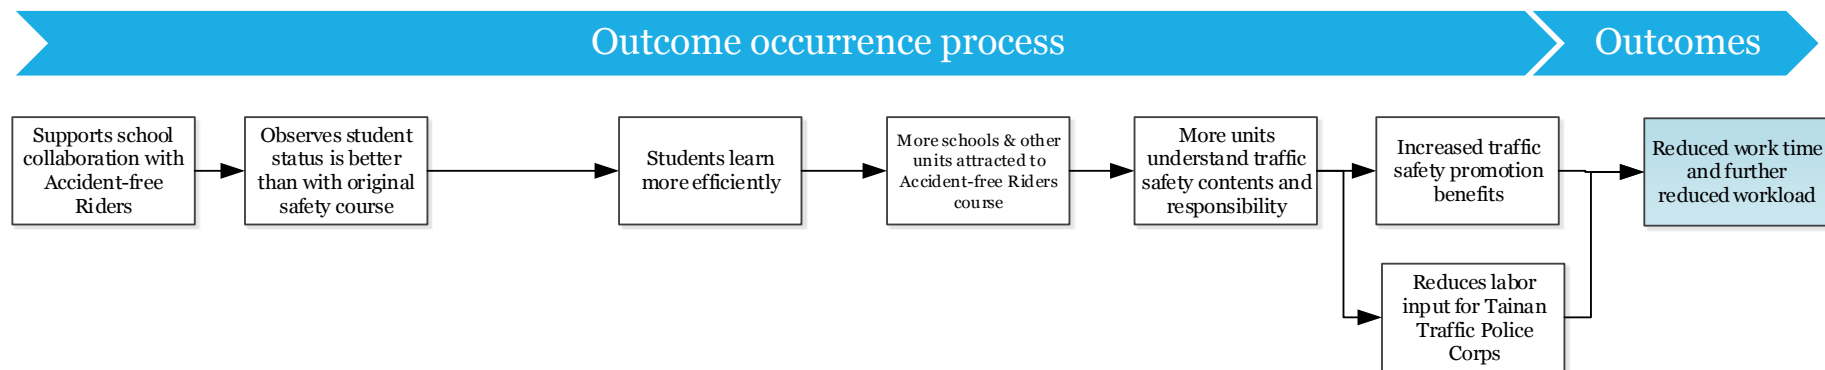 Outcome occurrence process
Outcomes
Supports school
collaboration with
Accident-free
Riders
Observes student
status is better
than with original
safety course
Students learn
more efficiently
More schools & other
units attracted to
Accident-free Riders
course
More units
understand traffic
safety contents and
responsibility
Increased traffic
safety promotion
benefits
Reduces labor
input for Tainan
Traffic Police
Corps
Reduced work time
and further
reduced workload